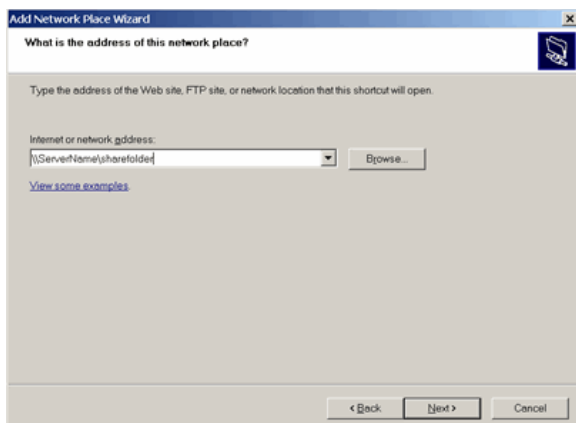 Add Network Place Wizard
What is the address of this network place?
Type the address of the Web site, FTP site, or network location that this shortcut will open.
Internet or network address:
\\ServerName\sharefolder
Browse...
View some examples.
< Back
Next >
Cancel